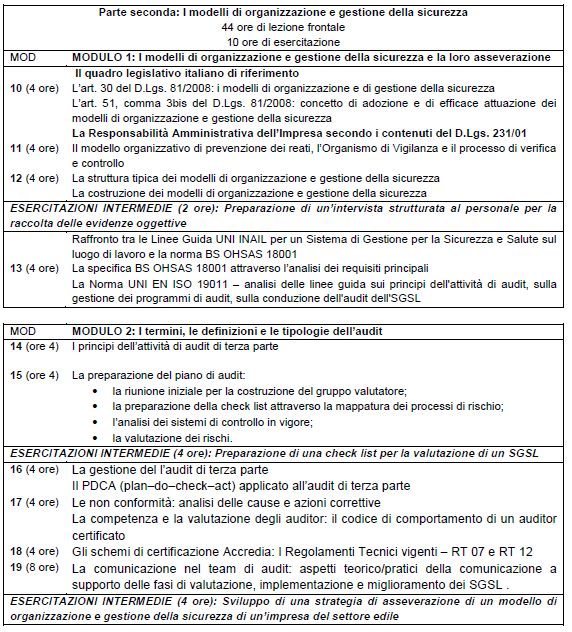 Parte seconda: I modelli di organizzazione e gestione della sicurezza
44 ore di lezione frontale
10 ore di esercitazione
MOD MODULO 1: I modelli di organizzazione e gestione della sicurezza e la loro asseverazione
Il quadro legislativo italiano di riferimento
10 (4 ore) L'art. 30 del D.Lgs. 81/2008: i modelli di organizzazione e di gestione della sicurezza
L'art. 51, comma 3bis del D.Lgs. 81/2008: concetto di adozione e di efficace attuazione dei
modelli di organizzazione e gestione della sicurezza
La Responsabilità Amministrativa dell'Impresa secondo i contenuti del D.Lgs. 231/01
11 (4 ore) Il modello organizzativo di prevenzione dei reati, l'Organismo di Vigilanza e il processo di verifica
e controllo
12 (4 ore) La struttura tipica dei modelli di organizzazione e gestione della sicurezza
La costruzione dei modelli di organizzazione e gestione della sicurezza
ESERCITAZIONI INTERMEDIE (2 ore): Preparazione di un'intervista strutturata al personale per la
raccolta delle evidenze oggettive
Raffronto tra le Linee Guida UNI INAIL per un Sistema di Gestione per la Sicurezza e Salute sul
luogo di lavoro e la norma BS OHSAS 18001
13 (4 ore) La specifica BS OHSAS 18001 attraverso l'analisi dei requisiti principali
La Norma UNI EN ISO 19011 – analisi delle linee guida sui principi dell'attività di audit, sulla
gestione dei programmi di audit, sulla conduzione dell'audit dell'SGSL
MOD MODULO 2: I termini, le definizioni e le tipologie dell'audit
14 (ore 4) I principi dell'attività di audit di terza parte
15 (ore 4) La preparazione del piano di audit:
• la riunione iniziale per la costruzione del gruppo valutatore;
• la preparazione della check list attraverso la mappatura dei processi di rischio;
• l'analisi dei sistemi di controllo in vigore;
• la valutazione dei rischi.
ESERCITAZIONI INTERMEDIE (4 ore): Preparazione di una check list per la valutazione di un SGSL
16 (4 ore) La gestione del l'audit di terza parte
Il PDCA (plan–do–check–act) applicato all'audit di terza parte
17 (4 ore) Le non conformità: analisi delle cause e azioni correttive
La competenza e la valutazione degli auditor: il codice di comportamento di un auditor
certificato
18 (4 ore) Gli schemi di certificazione Accredia: I Regolamenti Tecnici vigenti – RT 07 e RT 12
19 (8 ore) La comunicazione nel team di audit: aspetti teorico/pratici della comunicazione a
supporto delle fasi di valutazione, implementazione e miglioramento dei SGSL .
ESERCITAZIONI INTERMEDIE (4 ore): Sviluppo di una strategia di asseverazione di un modello di
organizzazione e gestione della sicurezza di un'impresa del settore edile